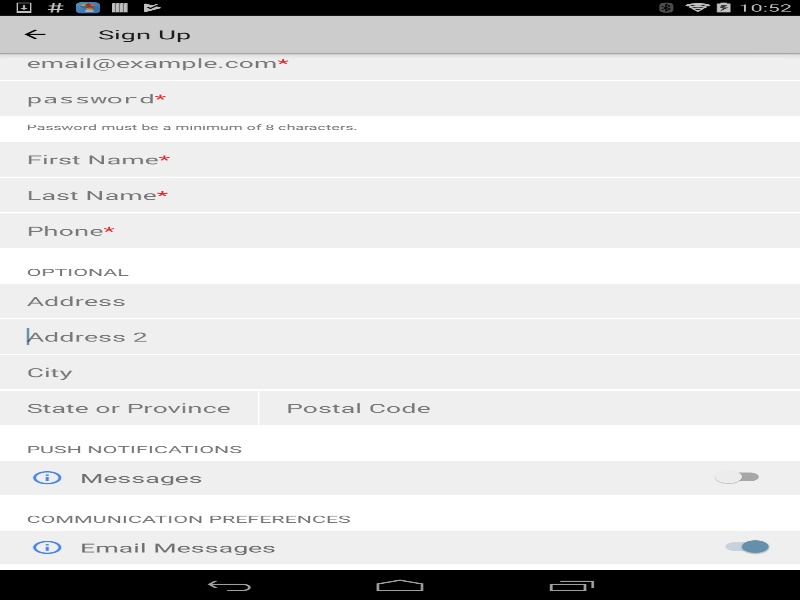 10:52
Sign Up
email@example.com*
password*
Password must be a minimum of 8 characters.
First Name*
Last Name*
Phone*
OPTIONAL
Address
Address 2
City
State or Province
Postal Code
PUSH NOTIFICATIONS
Messages
COMMUNICATION PREFERENCES
Email Messages